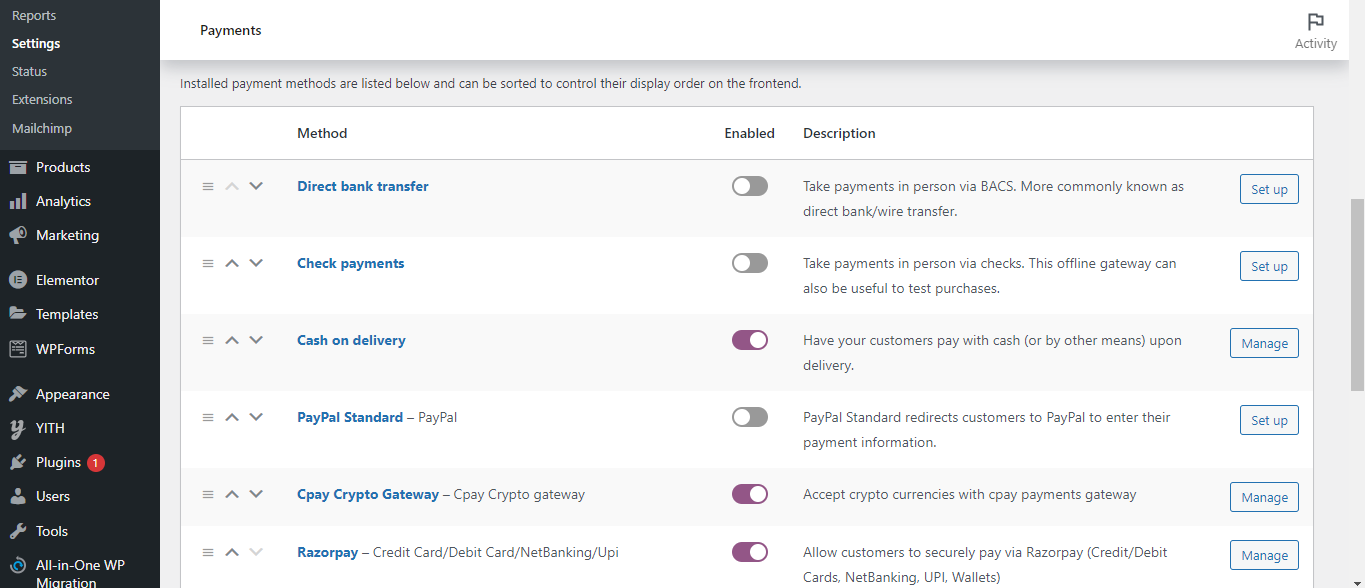 Reports
Settings
Status
Extensions
Mailchimp
Products
Analytics
Marketing
Elementor
Templates
WPForms
Appearance
YITH
Plugins 1
Users
Tools
All-in-One WP
Migration
Payments
Activity
Installed payment methods are listed below and can be sorted to control their display order on the frontend.
Method Enabled Description
Direct bank transfer
Take payments in person via BACS. More commonly known as
direct bank/wire transfer.
Set up
Check payments
Take payments in person via checks. This offline gateway can
also be useful to test purchases.
Set up
Cash on delivery
Have your customers pay with cash (or by other means) upon
delivery.
Manage
PayPal Standard – PayPal
PayPal Standard redirects customers to PayPal to enter their
payment information.
Set up
Cpay Crypto Gateway – Cpay Crypto gateway
Accept crypto currencies with cpay payments gateway
Manage
Razorpay – Credit Card/Debit Card/NetBanking/Upi
Allow customers to securely pay via Razorpay (Credit/Debit
Cards, NetBanking, UPI, Wallets)
Manage